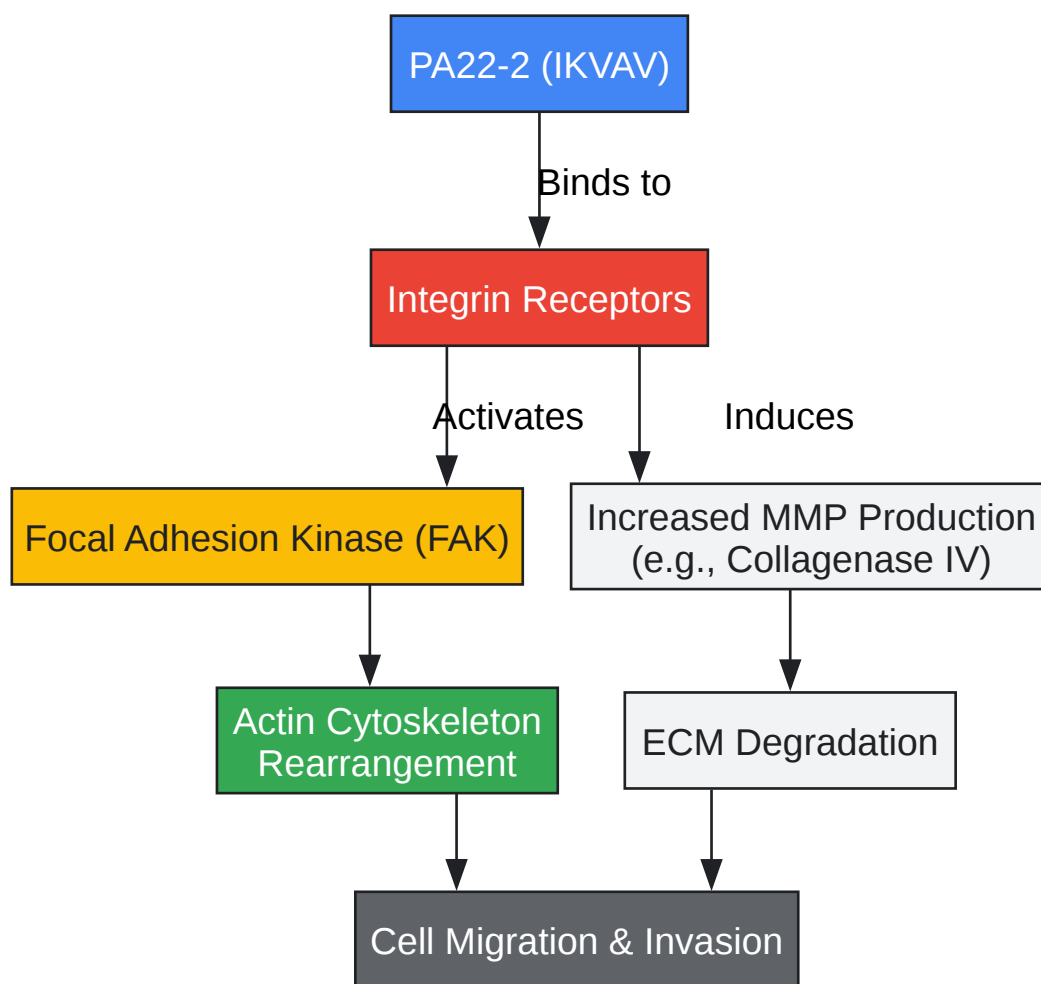 PA22-2 (IKVAV)
Binds to
Integrin Receptors
Activates
Induces
Focal Adhesion Kinase (FAK)
Increased MMP Production
(e.g., Collagenase IV)
Actin Cytoskeleton
Rearrangement
ECM Degradation
Cell Migration & Invasion